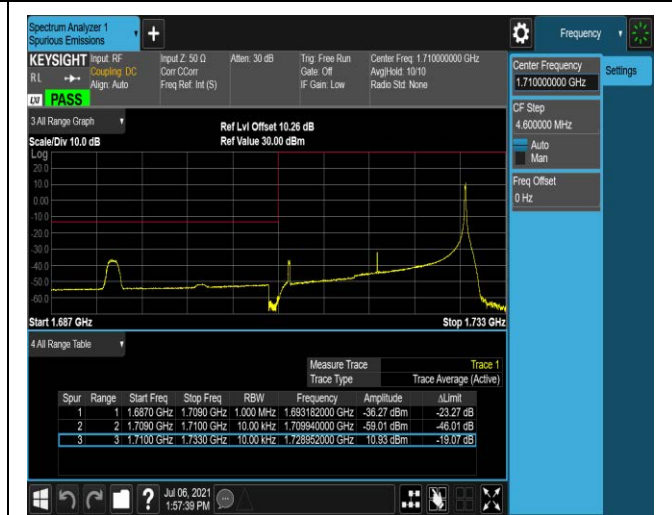 Spectrum Analyzer 1
Spurious Emissions
+
Frequency
KEYSIGHT Input: RF Input Z: 50 Ω Atten: 30 dB Trig: Free Run Center Freq: 1.710000000 GHz
RL Coupling: DC Corr CCorr Gate: Off Avg|Hold: 10/10
Align: Auto Freq Ref: Int (S) IF Gain: Low Radio Std: None
LXI PASS
Center Frequency
1.710000000 GHz
Settings
CF Step
4.600000 MHz
Auto
Man
Freq Offset
0 Hz
3 All Range Graph
Ref Lvl Offset 10.26 dB
Scale/Div 10.0 dB Ref Value 30.00 dBm
Log
20.0
10.0
0.00
-10.0
-20.0
-30.0
-40.0
-50.0
-60.0
Start 1.687 GHz Stop 1.733 GHz
4 All Range Table
Measure Trace Trace 1
Trace Type Trace Average (Active)
Spur Range Start Freq Stop Freq RBW Frequency Amplitude ΔLimit
1 1 1.6870 GHz 1.7090 GHz 1.000 MHz 1.693182000 GHz -36.27 dBm -23.27 dB
2 2 1.7090 GHz 1.7100 GHz 10.00 kHz 1.709940000 GHz -59.01 dBm -46.01 dB
3 3 1.7100 GHz 1.7330 GHz 10.00 kHz 1.728952000 GHz 10.93 dBm -19.07 dB
? Jul 06, 2021
1:57:39 PM